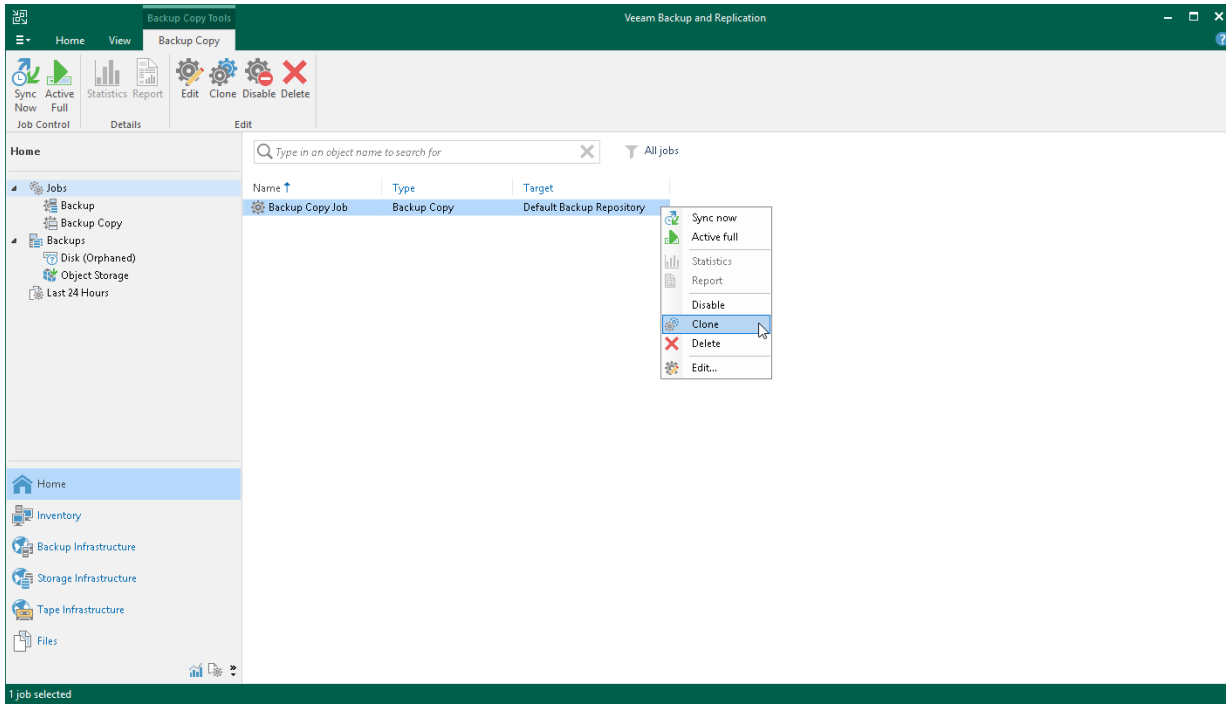 Backup Copy Tools
Veeam Backup and Replication
Home View Backup Copy
Sync Now
Active Full
Statistics
Report
Edit
Clone
Disable
Delete
Job Control
Details
Edit
Home
Type in an object name to search for
All jobs
Jobs
Backup
Backup Copy
Backups
Disk (Orphaned)
Object Storage
Last 24 Hours
Name Type Target
Backup Copy Job Backup Copy Default Backup Repository
Sync now
Active full
Statistics
Report
Disable
Clone
Delete
Edit...
Home
Inventory
Backup Infrastructure
Storage Infrastructure
Tape Infrastructure
Files
1 job selected